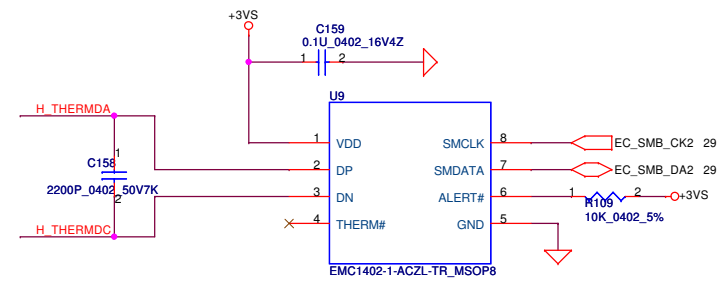 +3VS
C159
0.1U_0402_16V4Z
1 2
U9
H_THERMDA
1 VDD SMCLK 8 EC_SMB_CK2 29
1
C158
2 DP SMDATA 7 EC_SMB_DA2 29
2200P_0402_50V7K
2
3 DN ALERT# 6 1 2 +3VS
R109
10K_0402_5%
H_THERMDC
4 THERM# GND 5
EMC1402-1-ACZL-TR_MSOP8